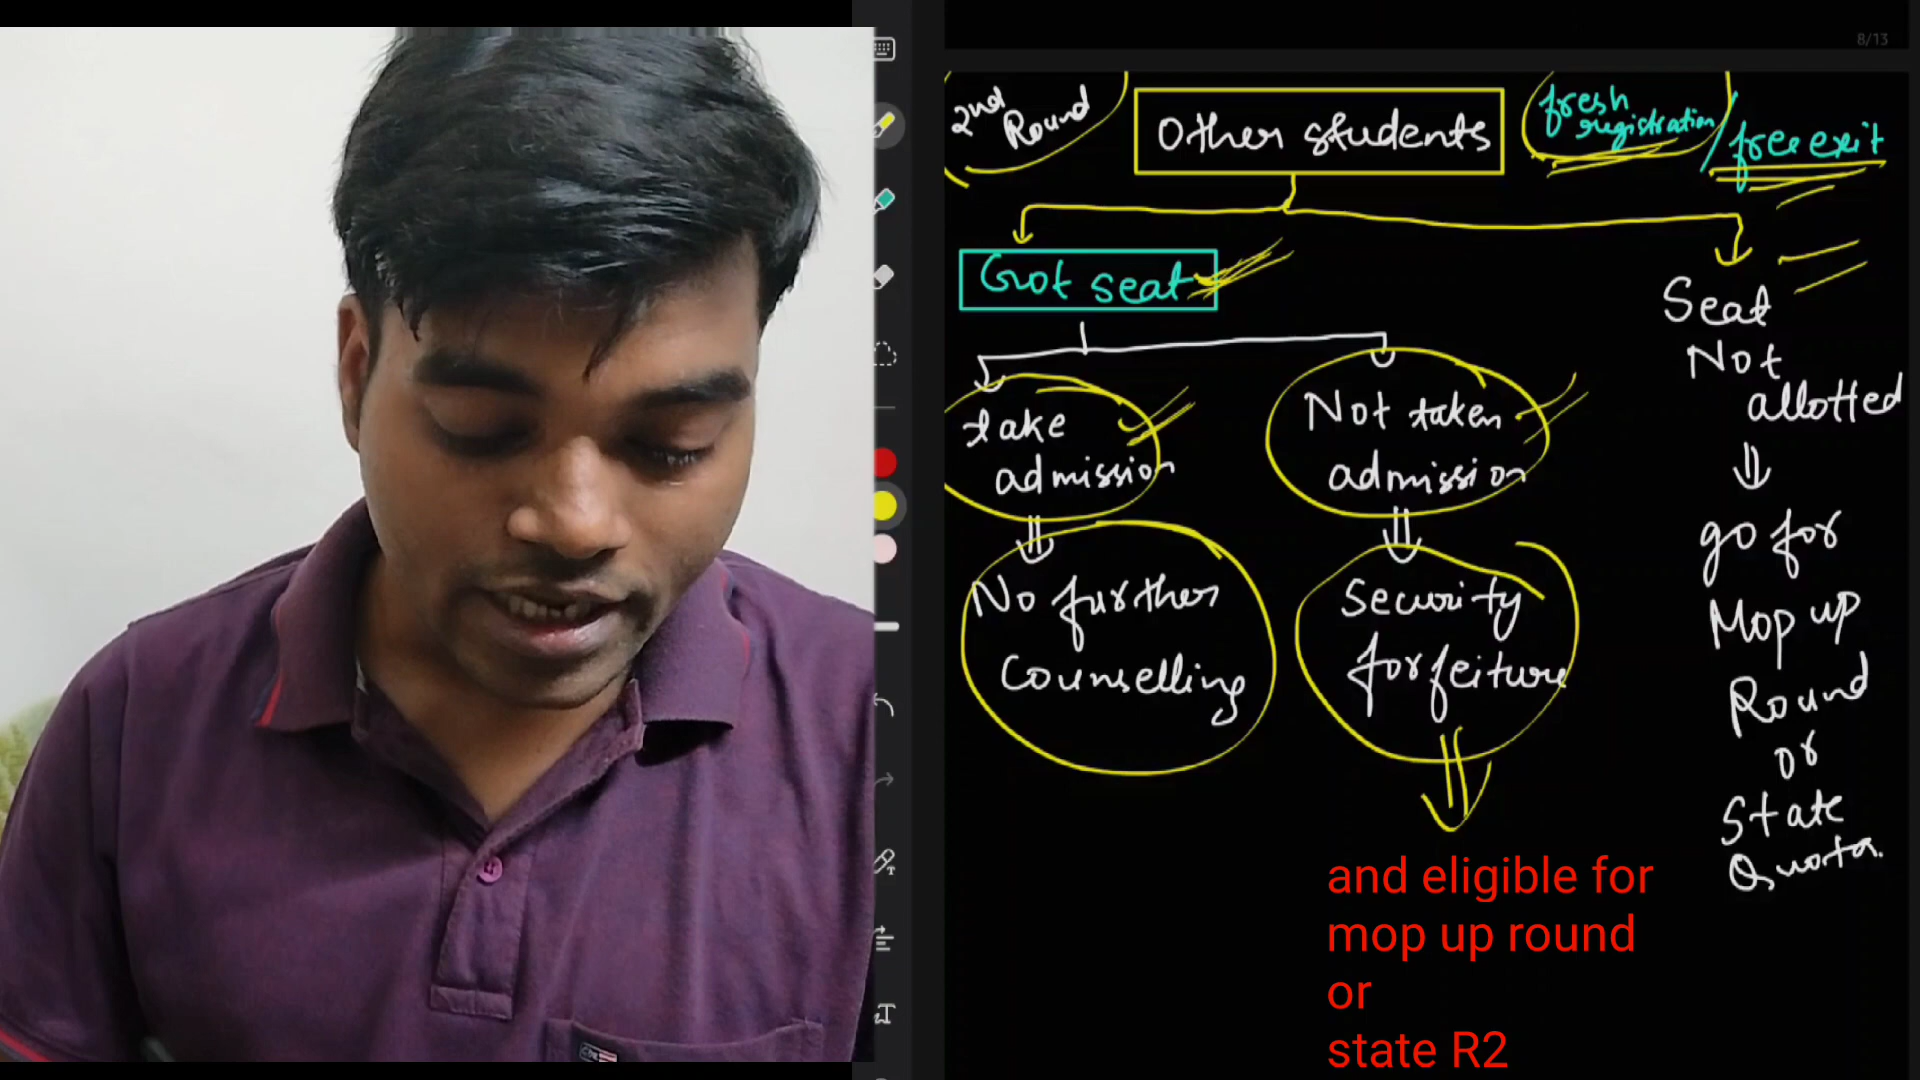 8/13
2nd
Round
Other students
fresh
registration
/ free exit
Got seat
Seat
Not
allotted
take
admission
Not taken
admission
go for
Mop up
Round
or
State
Quota.
No further
Counselling
Security
forfeiture
and eligible for
mop up round
or
state R2